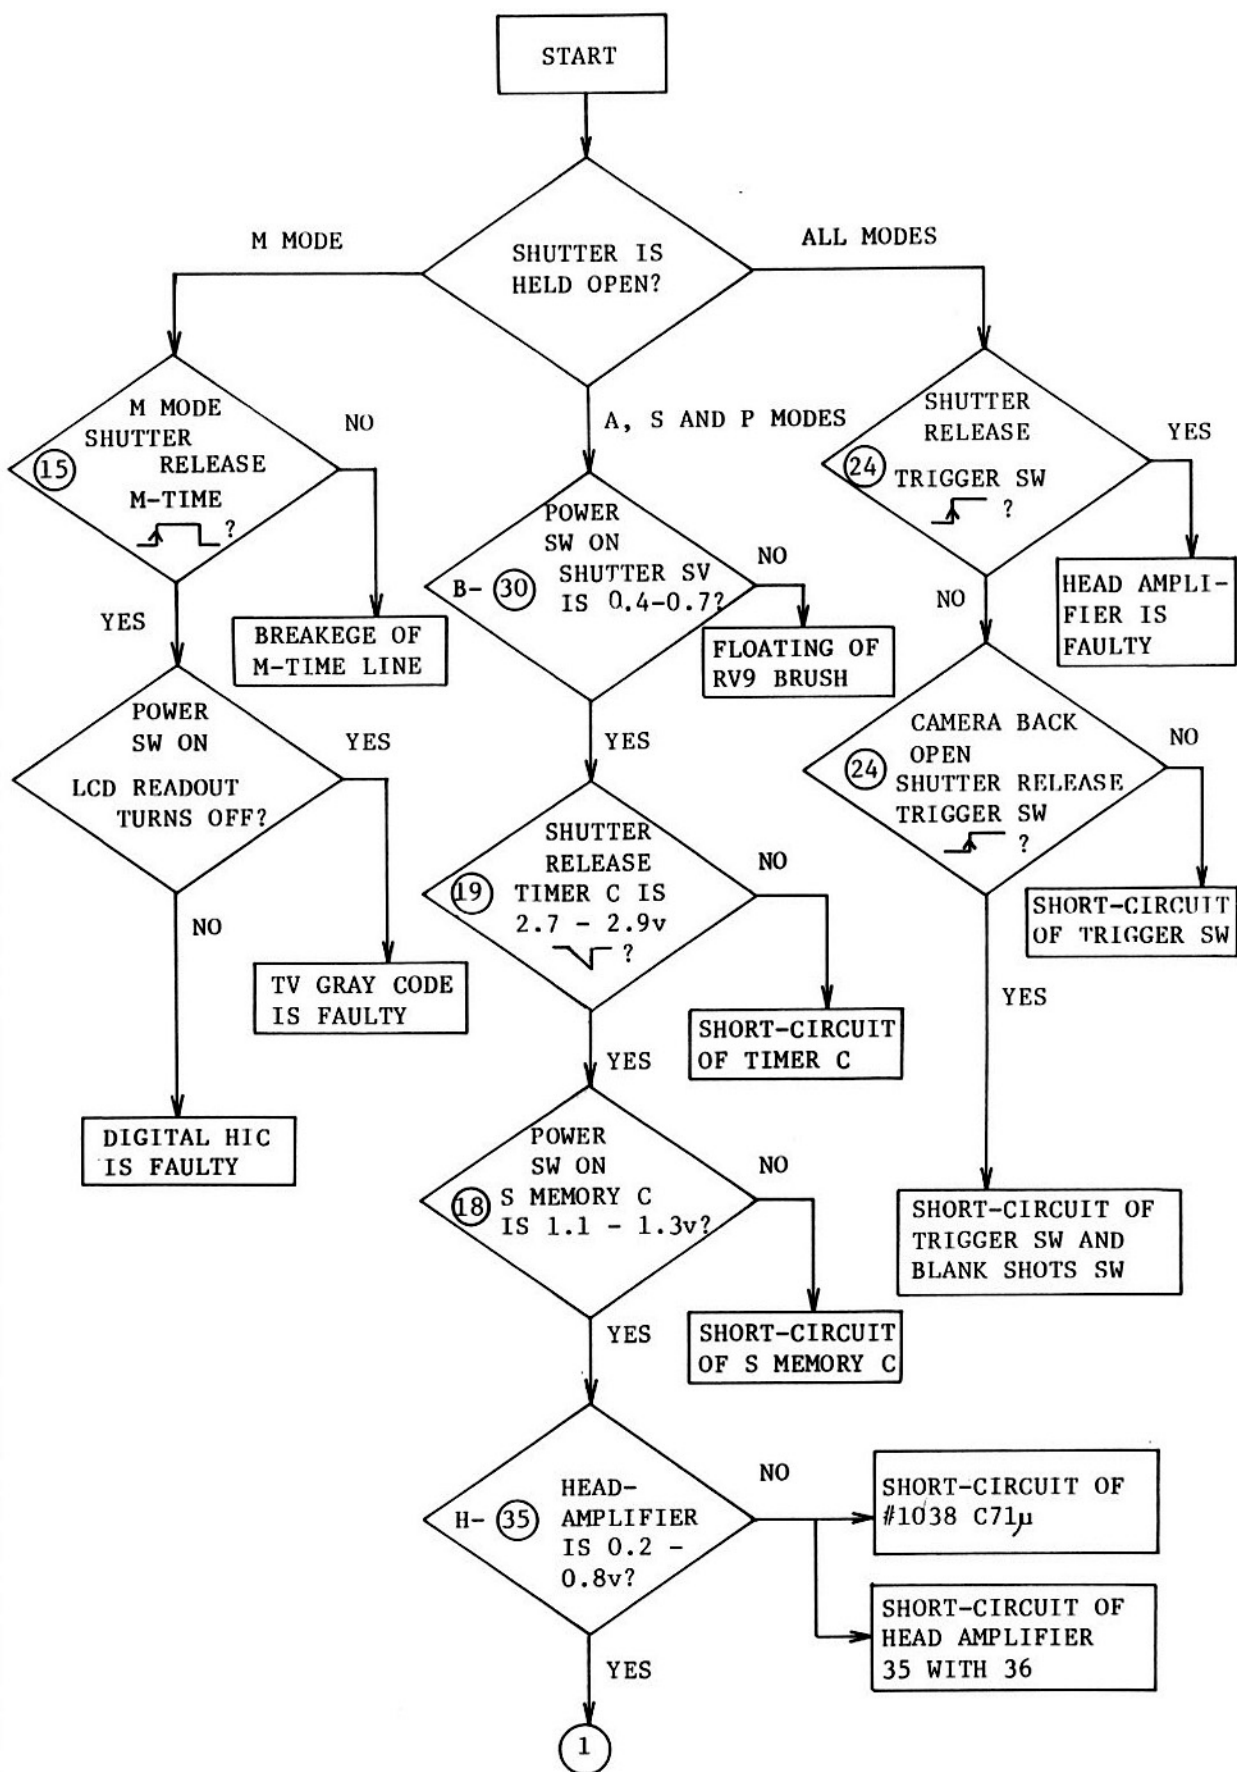 START
SHUTTER IS
HELD OPEN?
M MODE
ALL MODES
A, S AND P MODES
M MODE
SHUTTER
RELEASE
15
M-TIME
?
NO
YES
BREAKEGE OF
M-TIME LINE
POWER
SW ON
LCD READOUT
TURNS OFF?
YES
NO
TV GRAY CODE
IS FAULTY
DIGITAL HIC
IS FAULTY
POWER
SW ON
B- 30 SHUTTER SV
IS 0.4-0.7?
NO
FLOATING OF
RV9 BRUSH
YES
SHUTTER
RELEASE
19 TIMER C IS
2.7 - 2.9v
?
NO
SHORT-CIRCUIT
OF TIMER C
YES
POWER
SW ON
18 S MEMORY C
IS 1.1 - 1.3v?
NO
SHORT-CIRCUIT
OF S MEMORY C
YES
H- 35 HEAD-
AMPLIFIER
IS 0.2 -
0.8v?
NO
SHORT-CIRCUIT OF
#1038 C71μ
SHORT-CIRCUIT OF
HEAD AMPLIFIER
35 WITH 36
YES
1
SHUTTER
RELEASE
24 TRIGGER SW
?
YES
HEAD AMPLI-
FIER IS
FAULTY
NO
CAMERA BACK
OPEN
24 SHUTTER RELEASE
TRIGGER SW
?
NO
SHORT-CIRCUIT
OF TRIGGER SW
YES
SHORT-CIRCUIT OF
TRIGGER SW AND
BLANK SHOTS SW